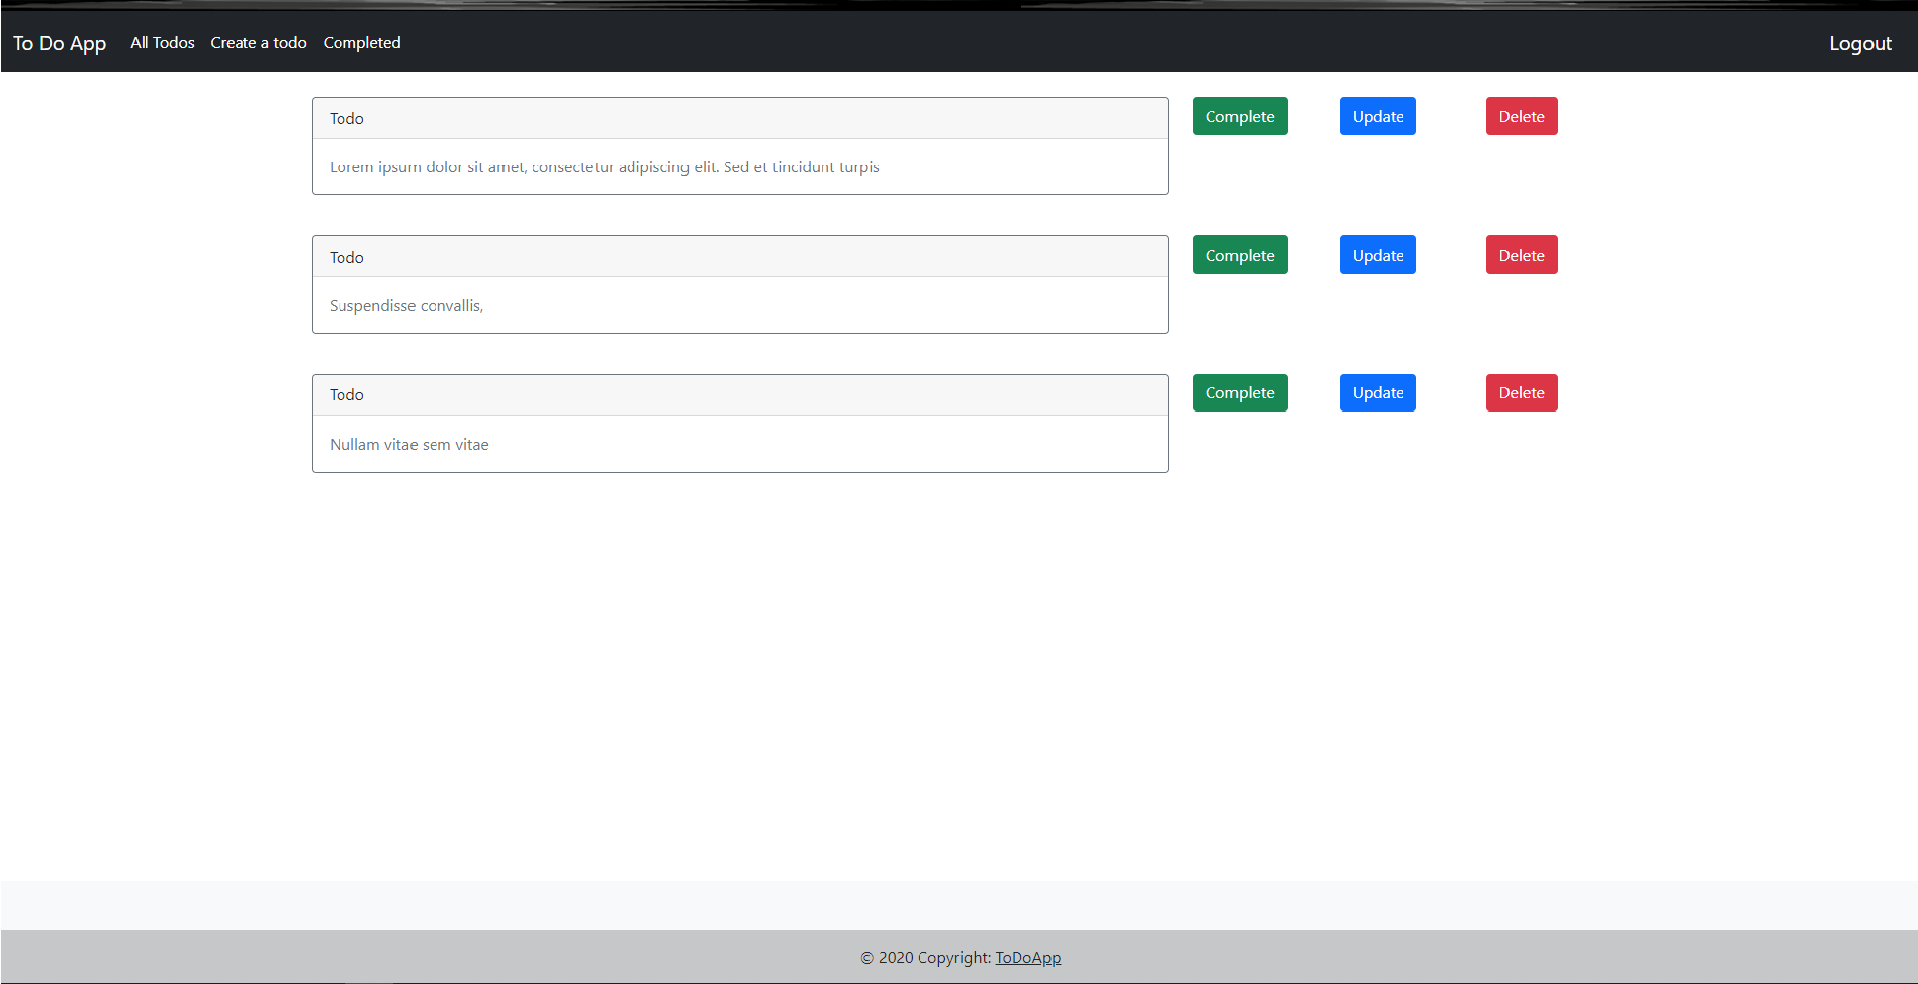 To Do App All Todos Create a todo Completed Logout
Todo Complete Update Delete
Lorem ipsum dolor sit amet, consectetur adipiscing elit. Sed et tincidunt turpis
Todo Complete Update Delete
Suspendisse convallis,
Todo Complete Update Delete
Nullam vitae sem vitae
© 2020 Copyright: ToDoApp